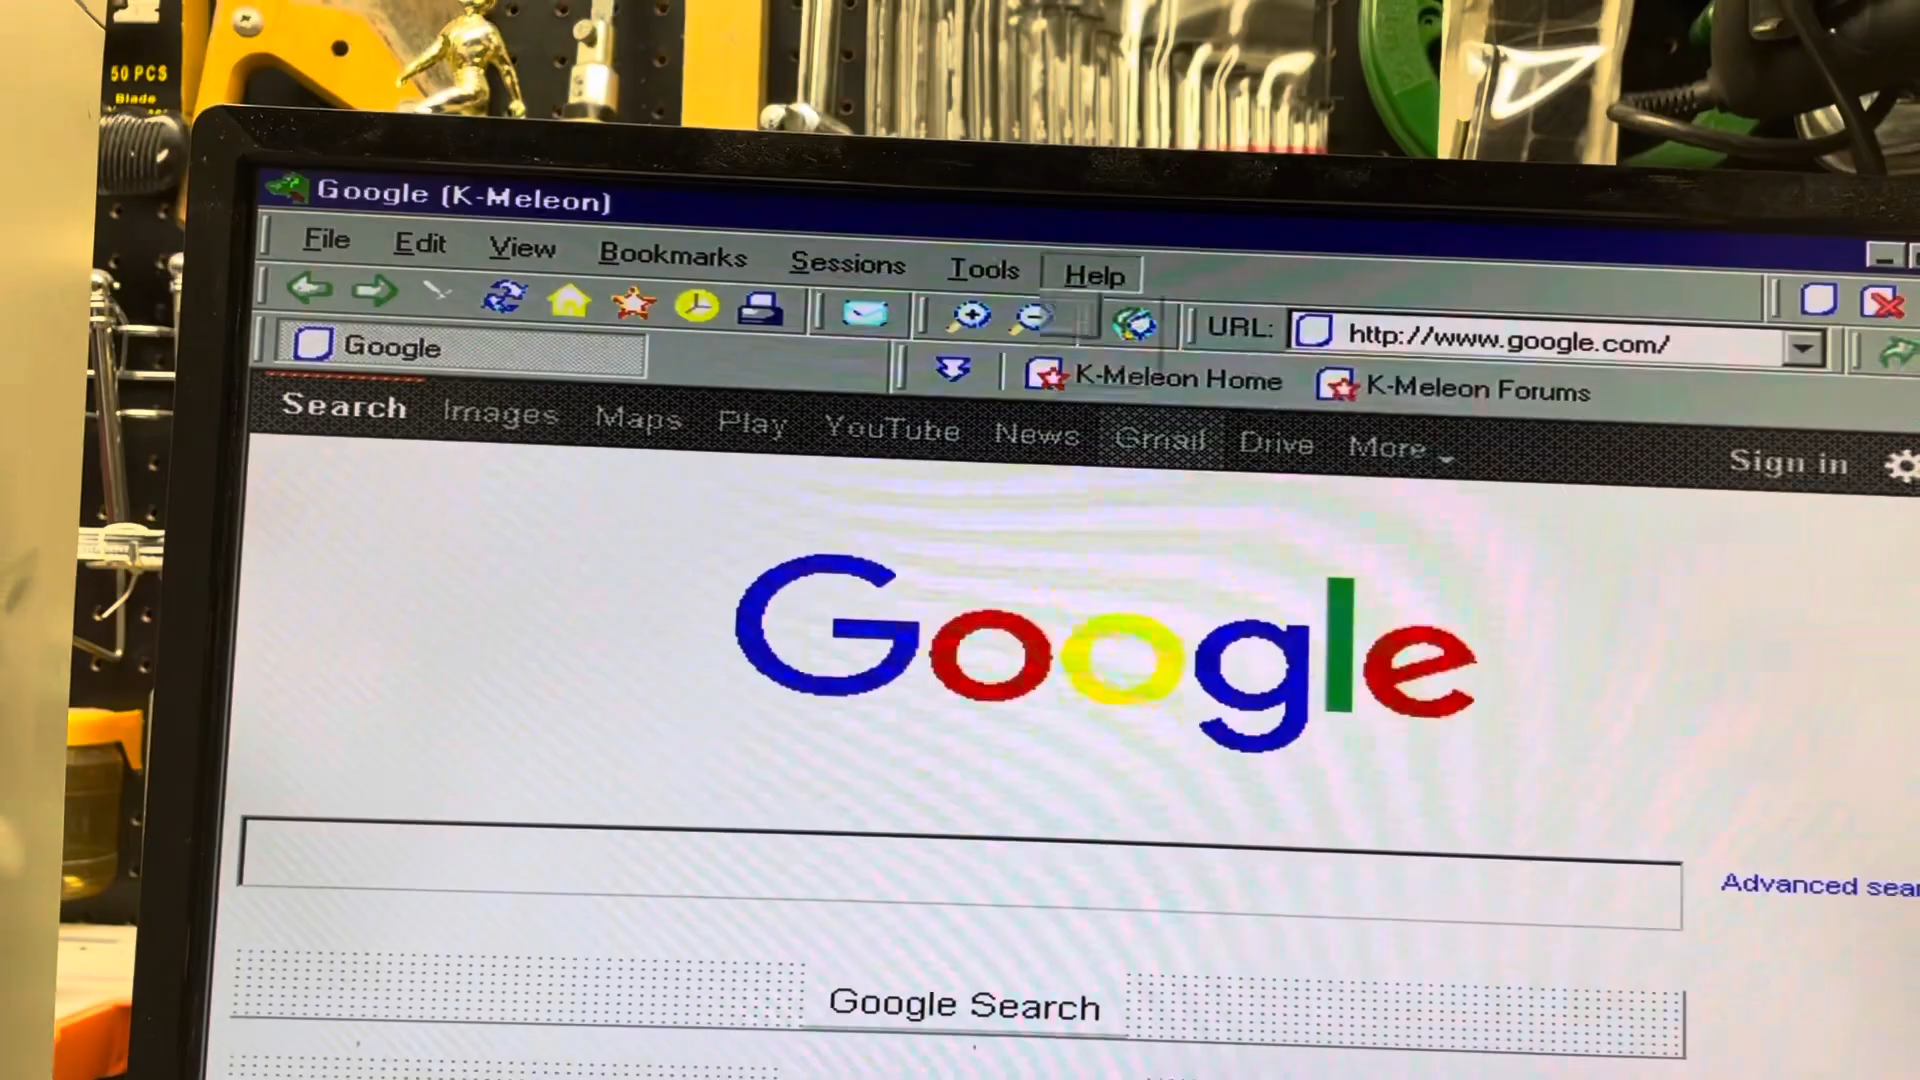 50 PCS
Blade
Google (K-Meleon)
File Edit View Bookmarks Sessions Tools Help
URL: http://www.google.com/
Google
K-Meleon Home K-Meleon Forums
Search Images Maps Play YouTube News Gmail Drive More Sign in
Google
Advanced sear
Google Search